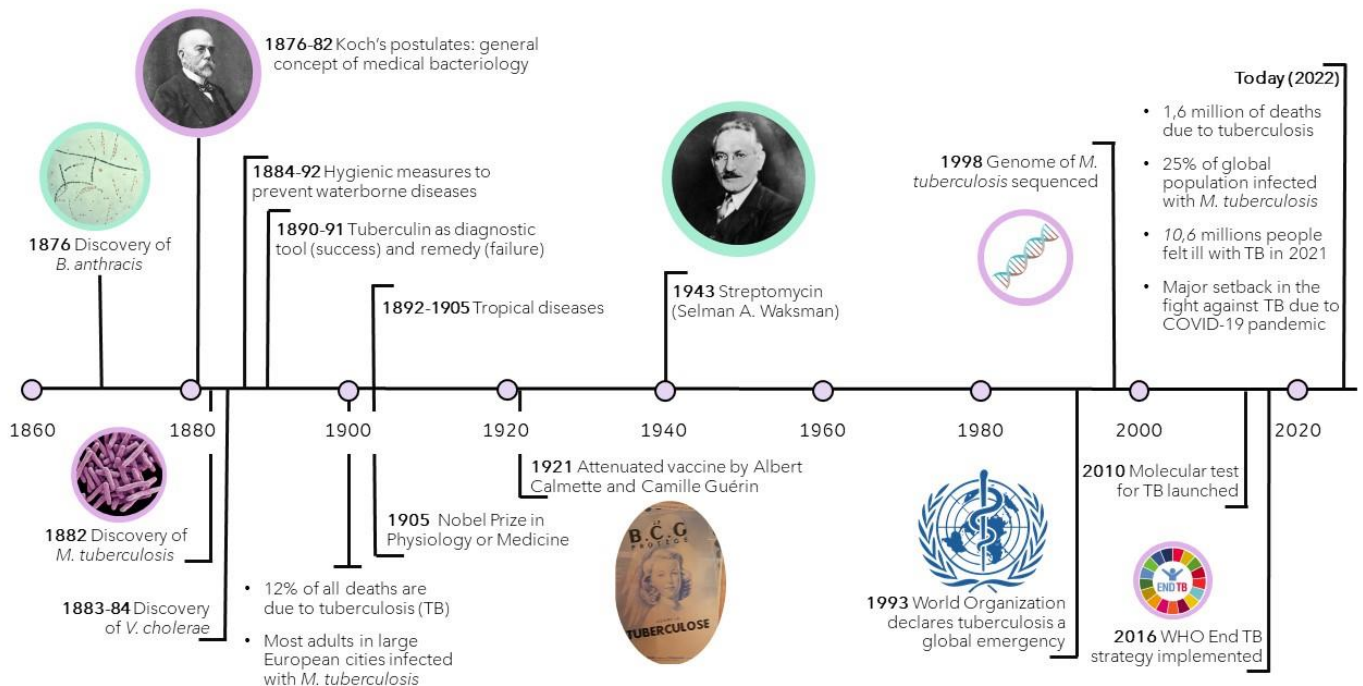 1876-82 Koch's postulates: general
concept of medical bacteriology
1876 Discovery of
B. anthracis
1884-92 Hygienic measures to
prevent waterborne diseases
1890-91 Tuberculin as diagnostic
tool (success) and remedy (failure)
1892-1905 Tropical diseases
1943 Streptomycin
(Selman A. Waksman)
1998 Genome of M.
tuberculosis sequenced
Today (2022)
• 1,6 million of deaths
due to tuberculosis
• 25% of global
population infected
with M. tuberculosis
• 10,6 millions people
felt ill with TB in 2021
• Major setback in the
fight against TB due to
COVID-19 pandemic
1860 1880 1900 1920 1940 1960 1980 2000 2020
1882 Discovery of
M. tuberculosis
1883-84 Discovery
of V. cholerae
• 12% of all deaths are
due to tuberculosis (TB)
• Most adults in large
European cities infected
with M. tuberculosis
1905 Nobel Prize in
Physiology or Medicine
1921 Attenuated vaccine by Albert
Calmette and Camille Guérin
B.C.G
PROTÈGE
TUBERCULOSE
1993 World Organization
declares tuberculosis a
global emergency
2010 Molecular test
for TB launched
END TB
2016 WHO End TB
strategy implemented